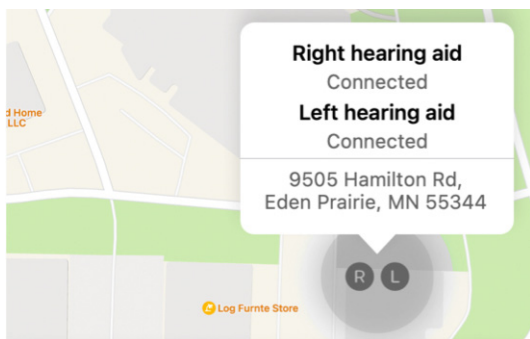 Right hearing aid
Connected
Left hearing aid
Connected
9505 Hamilton Rd,
Eden Prairie, MN 55344
d Home
LLC
R L
Log Furnte Store